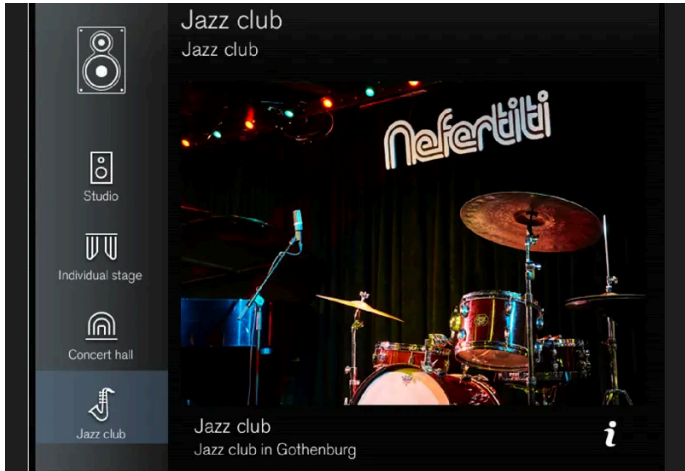 Jazz club
Jazz club
Nefertiti
Studio
Individual stage
Concert hall
Jazz club
Jazz club
Jazz club in Gothenburg
i